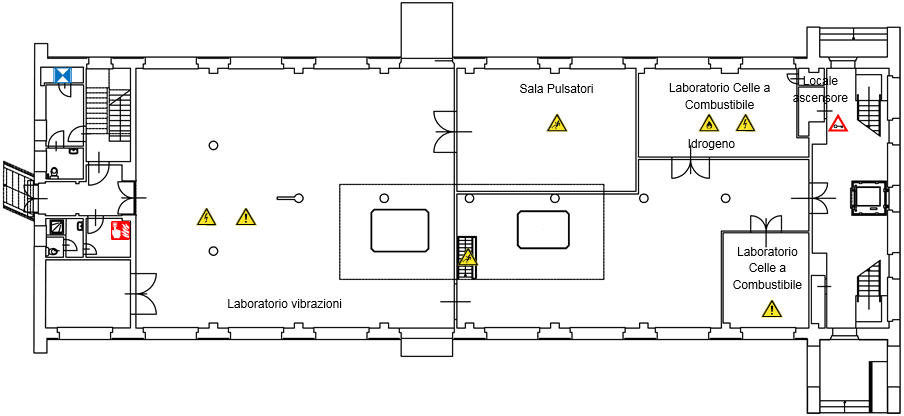 Sala Pulsatori
Laboratorio Celle a
Combustibile
Idrogeno
Locale
ascensore
Laboratorio
Celle a
Combustibile
Laboratorio vibrazioni